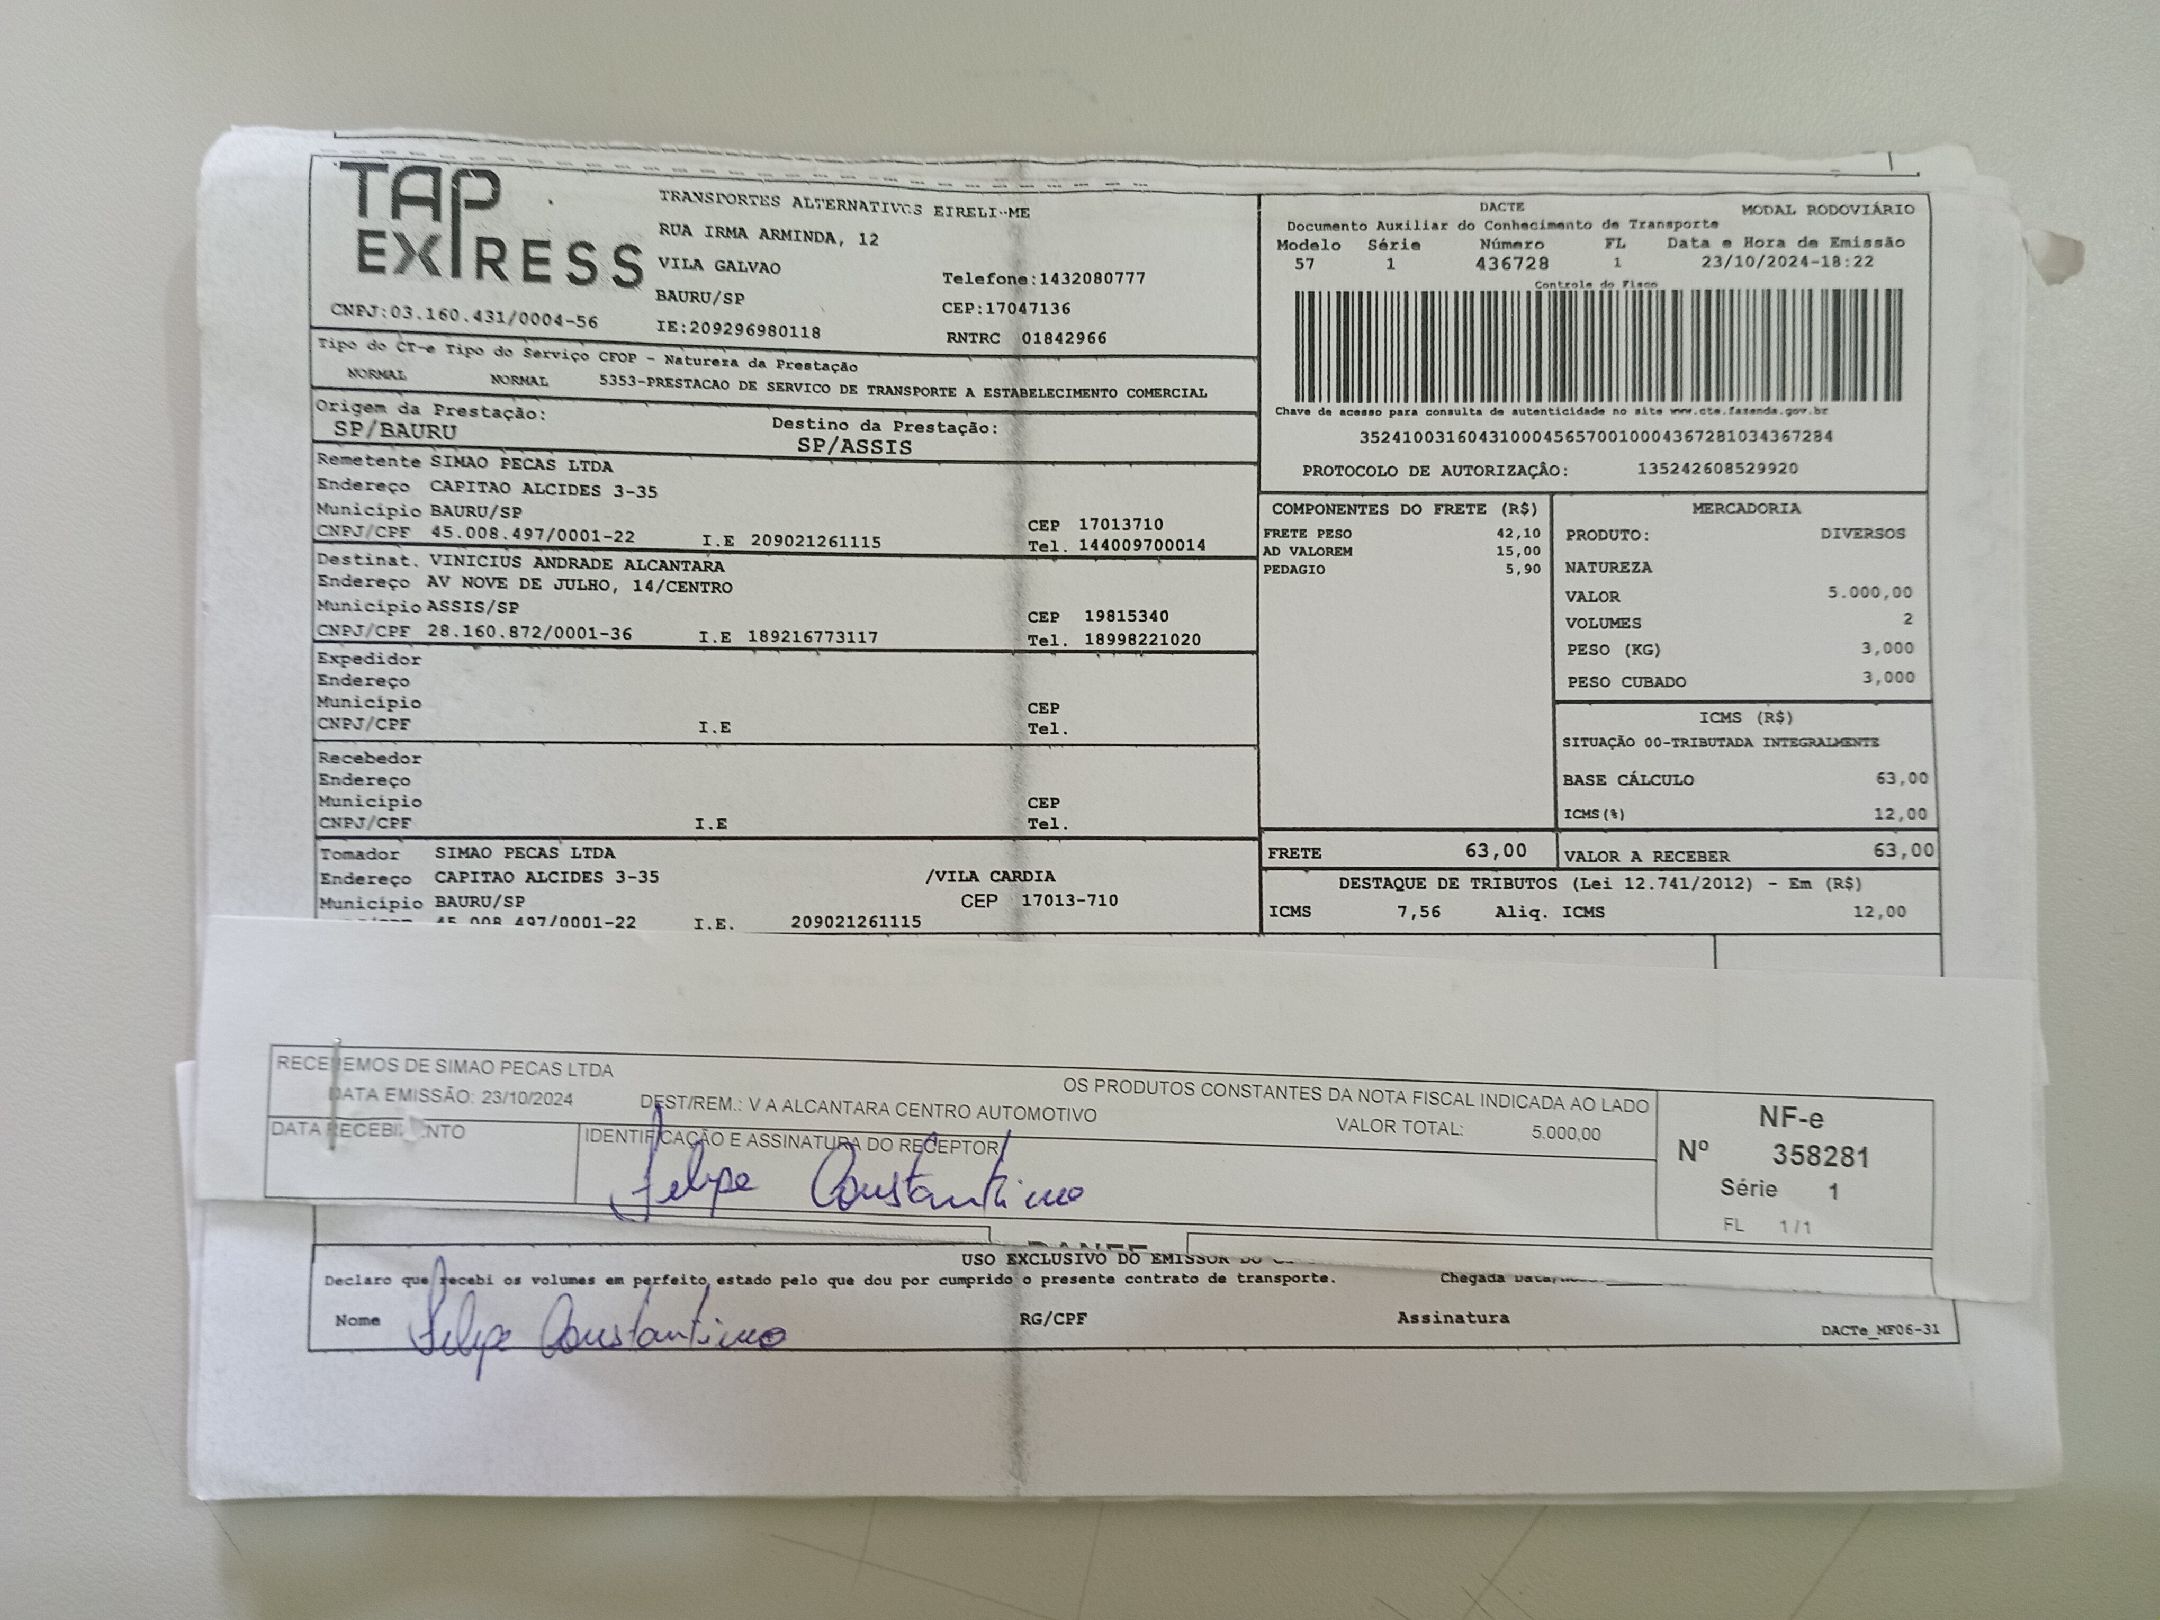 TAP EXPRESS
TRANSPORTES ALTERNATIVOS EIRELI-ME
RUA IRMA ARMINDA, 12
VILA GALVAO
Telefone:1432080777
BAURU/SP
CEP:17047136
CNPJ:03.160.431/0004-56
IE:209296980118
RNTRC 01842966
DACTE MODAL RODOVIÁRIO
Documento Auxiliar do Conhecimento de Transporte
Modelo Série Número FL Data e Hora de Emissão
57 1 436728 1 23/10/2024-18:22
Controle do Fisco
Chave de acesso para consulta de autenticidade no site www.cte.fazenda.gov.br
35241003160431000456570010004367281034367284
PROTOCOLO DE AUTORIZAÇÃO: 135242608529920
Tipo do CT-e Tipo do Serviço CFOP - Natureza da Prestação
NORMAL NORMAL 5353-PRESTACAO DE SERVICO DE TRANSPORTE A ESTABELECIMENTO COMERCIAL
Origem da Prestação: Destino da Prestação:
SP/BAURU SP/ASSIS
Remetente SIMAO PECAS LTDA
Endereço CAPITAO ALCIDES 3-35
Município BAURU/SP CEP 17013710
CNPJ/CPF 45.008.497/0001-22 I.E 209021261115 Tel. 144009700014
Destinat. VINICIUS ANDRADE ALCANTARA
Endereço AV NOVE DE JULHO, 14/CENTRO
Município ASSIS/SP CEP 19815340
CNPJ/CPF 28.160.872/0001-36 I.E 189216773117 Tel. 18998221020
Expedidor
Endereço
Município CEP
CNPJ/CPF I.E Tel.
Recebedor
Endereço
Município CEP
CNPJ/CPF I.E Tel.
Tomador SIMAO PECAS LTDA
Endereço CAPITAO ALCIDES 3-35 /VILA CARDIA
Município BAURU/SP CEP 17013-710
45.008.497/0001-22 I.E. 209021261115
COMPONENTES DO FRETE (R$)
FRETE PESO 42,10
AD VALOREM 15,00
PEDAGIO 5,90
MERCADORIA
PRODUTO: DIVERSOS
NATUREZA
VALOR 5.000,00
VOLUMES 2
PESO (KG) 3,000
PESO CUBADO 3,000
ICMS (R$)
SITUAÇÃO 00-TRIBUTADA INTEGRALMENTE
BASE CÁLCULO 63,00
ICMS(%) 12,00
FRETE 63,00 VALOR A RECEBER 63,00
DESTAQUE DE TRIBUTOS (Lei 12.741/2012) - Em (R$)
ICMS 7,56 Aliq. ICMS 12,00
RECEBEMOS DE SIMAO PECAS LTDA OS PRODUTOS CONSTANTES DA NOTA FISCAL INDICADA AO LADO
DATA EMISSÃO: 23/10/2024 DEST/REM.: V A ALCANTARA CENTRO AUTOMOTIVO VALOR TOTAL: 5.000,00
DATA RECEBIMENTO IDENTIFICAÇÃO E ASSINATURA DO RECEPTOR
Felipe Constantino
NF-e
Nº 358281
Série 1
FL 1/1
USO EXCLUSIVO DO EMISSOR DO
Declaro que recebi os volumes em perfeito estado pelo que dou por cumprido o presente contrato de transporte. Chegada
Nome Felipe Constantino RG/CPF Assinatura
DACTe_MF06-31